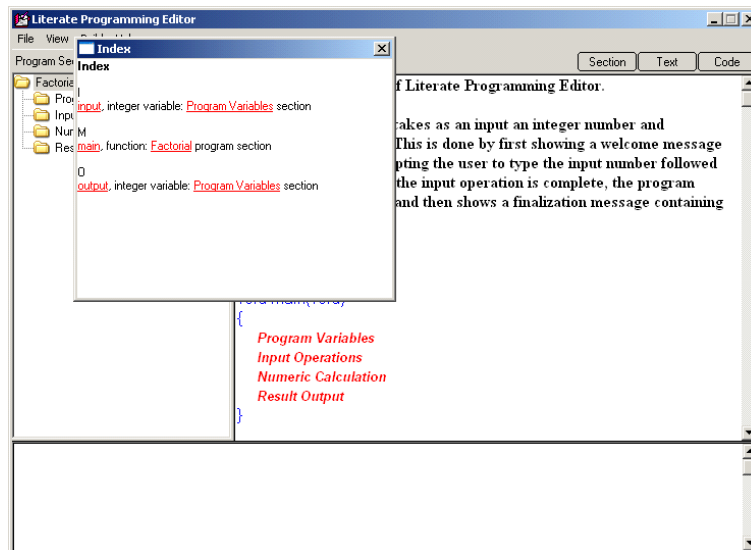 Literate Programming Editor
File View
Program Se
Section Text Code
Factoria
Pro
Inpu
Num
Res
Index
Index
I
input, integer variable: Program Variables section
M
main, function: Factorial program section
O
output, integer variable: Program Variables section
f Literate Programming Editor.
takes as an input an integer number and
This is done by first showing a welcome message
pting the user to type the input number followed
the input operation is complete, the program
and then shows a finalization message containing
{
Program Variables
Input Operations
Numeric Calculation
Result Output
}